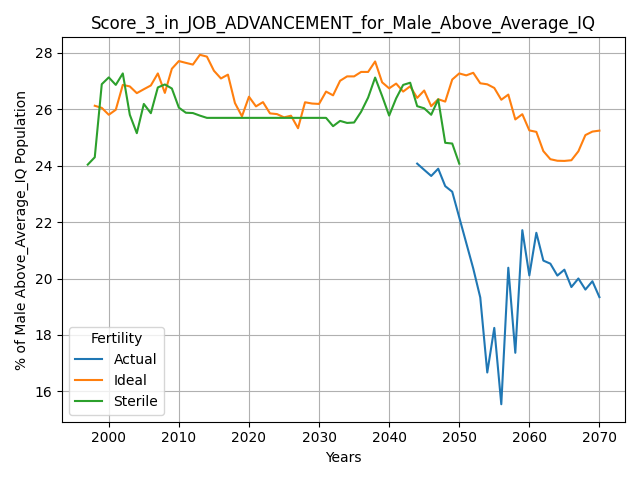 Score_3_in_JOB_ADVANCEMENT_for_Male_Above_Average_IQ
% of Male Above_Average_IQ Population
28
26
24
22
20
18
16
Fertility
Actual
Ideal
Sterile
2000 2010 2020 2030 2040 2050 2060 2070
Years